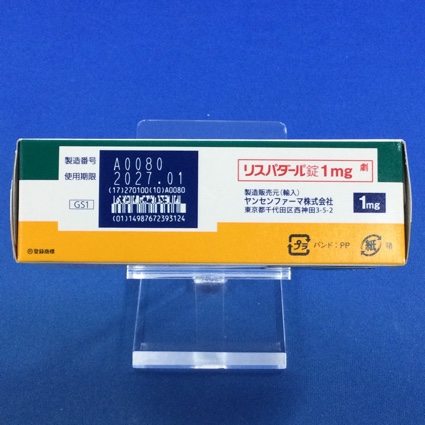 製造番号 A0080
使用期限 2027.01
(17)270100(10)A0080
GS1
(01)14987672393124
リスパダール錠1mg 劇
製造販売元(輸入)
ヤンセンファーマ株式会社
東京都千代田区西神田3-5-2
1mg
プラ バンド:PP 紙 箱
登録商標